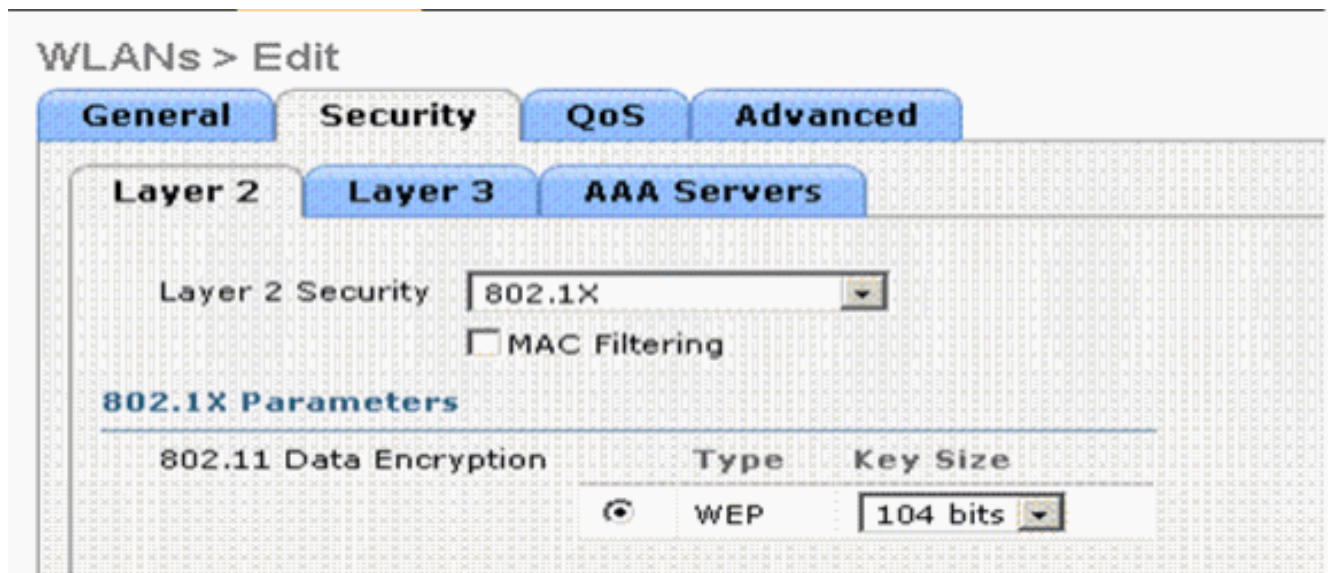 WLANs > Edit
General Security QoS Advanced
Layer 2 Layer 3 AAA Servers
Layer 2 Security 802.1X
MAC Filtering
802.1X Parameters
802.11 Data Encryption Type Key Size
WEP 104 bits